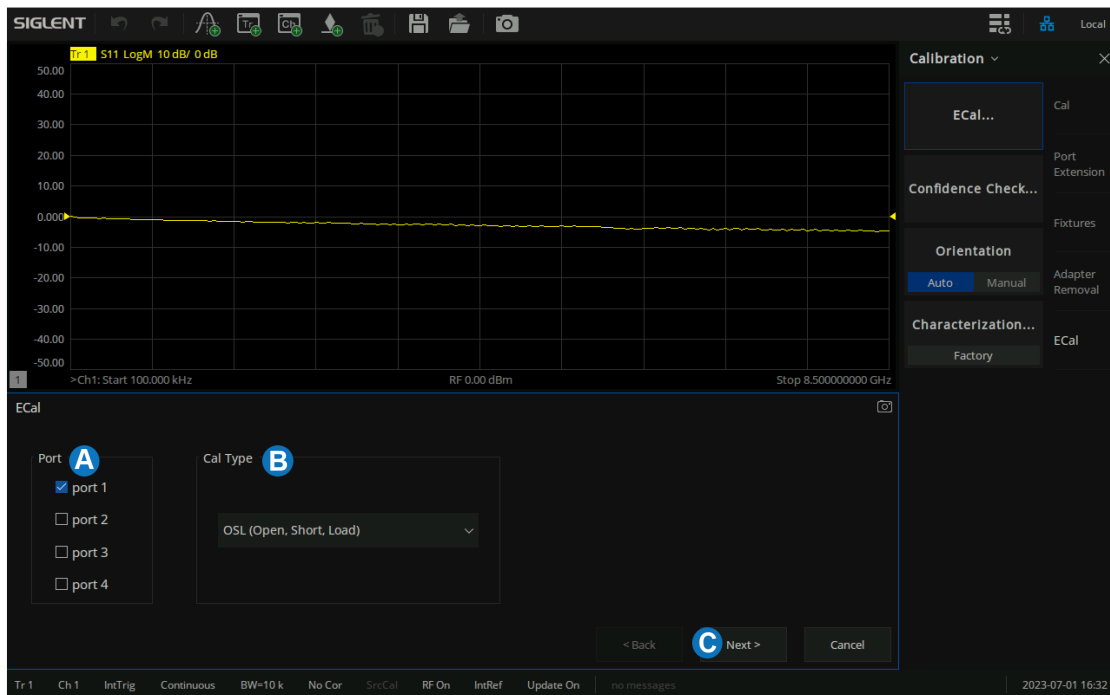 SIGLENT Tr Ch Local
Tr 1 S11 LogM 10 dB/ 0 dB
50.00
40.00
30.00
20.00
10.00
0.000
-10.00
-20.00
-30.00
-40.00
-50.00
1 >Ch1: Start 100.000 kHz RF 0.00 dBm Stop 8.500000000 GHz
Calibration
ECal...
Confidence Check...
Orientation
Auto Manual
Characterization...
Factory
Cal
Port
Extension
Fixtures
Adapter
Removal
ECal
ECal
Port A
port 1
port 2
port 3
port 4
Cal Type B
OSL (Open, Short, Load)
< Back C Next > Cancel
Tr 1 Ch 1 IntTrig Continuous BW=10 k No Cor SrcCal RF On IntRef Update On no messages 2023-07-01 16:32